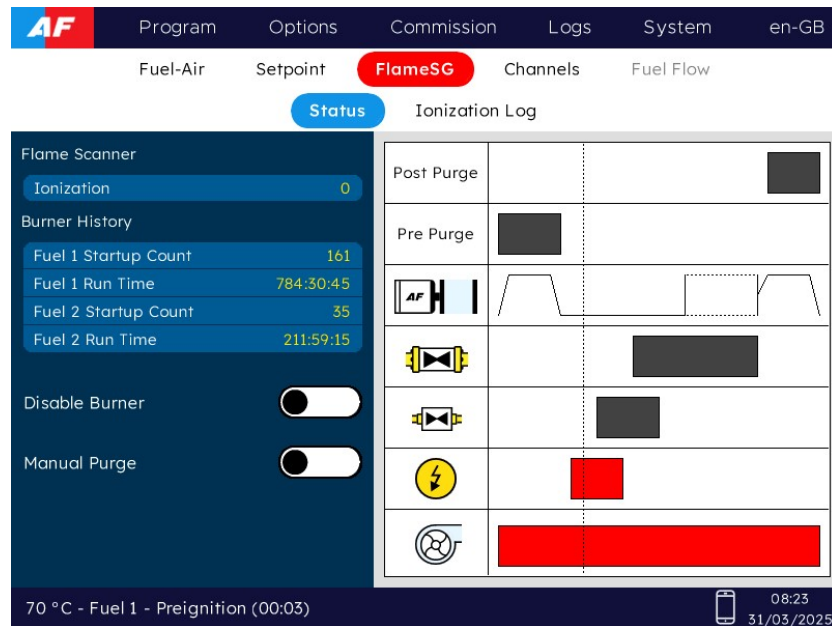 AF Program Options Commission Logs System en-GB
Fuel-Air Setpoint FlameSG Channels Fuel Flow
Status Ionization Log
Flame Scanner
Ionization 0
Burner History
Fuel 1 Startup Count 161
Fuel 1 Run Time 784:30:45
Fuel 2 Startup Count 35
Fuel 2 Run Time 211:59:15
Disable Burner
Manual Purge
Post Purge
Pre Purge
AF
70 °C - Fuel 1 - Preignition (00:03)
08:23
31/03/2025